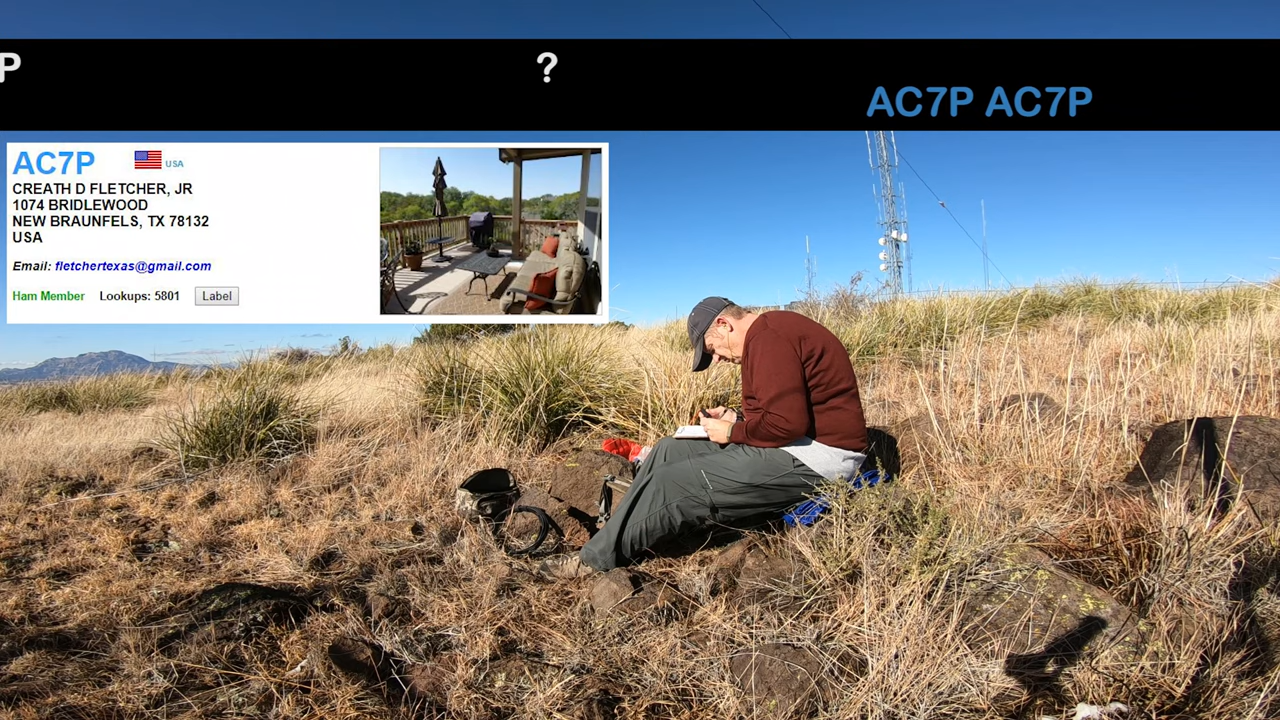 P ?
AC7P AC7P
AC7P USA
CREATH D FLETCHER, JR
1074 BRIDLEWOOD
NEW BRAUNFELS, TX 78132
USA
Email: fletchertexas@gmail.com
Ham Member Lookups: 5801 Label